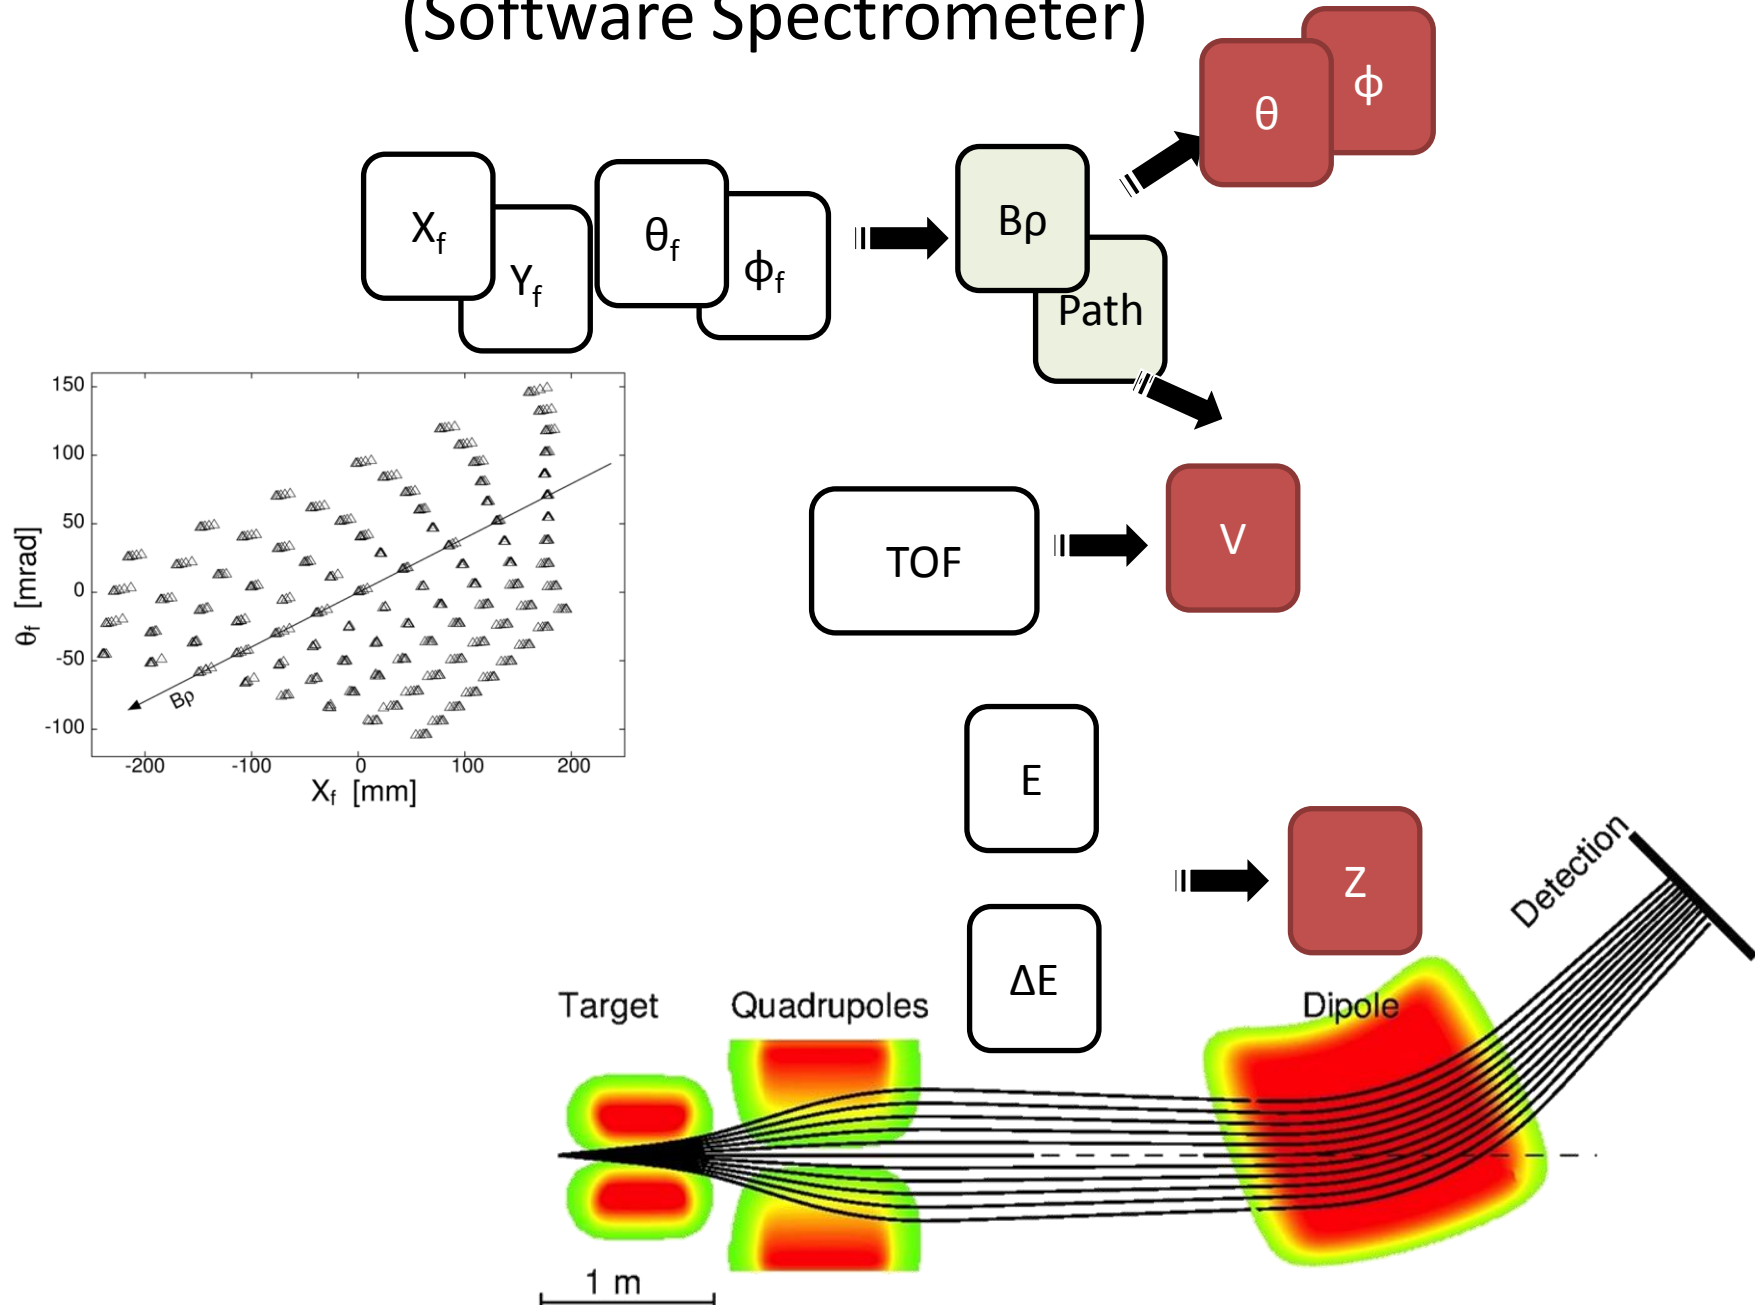 (Software Spectrometer)
ϕ
θ
Xf
Yf
θf
ϕf
Bρ
Path
150
100
50
0
-50
-100
θf [mrad]
Bρ
-200 -100 0 100 200
Xf [mm]
TOF
V
E
Z
ΔE
Detection
Target
Quadrupoles
Dipole
1 m